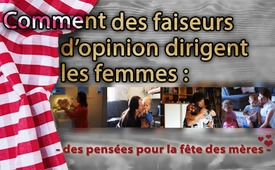 Comment des faiseurs
d'opinion dirigent
les femmes :
- des pensées pour la fête des mères -